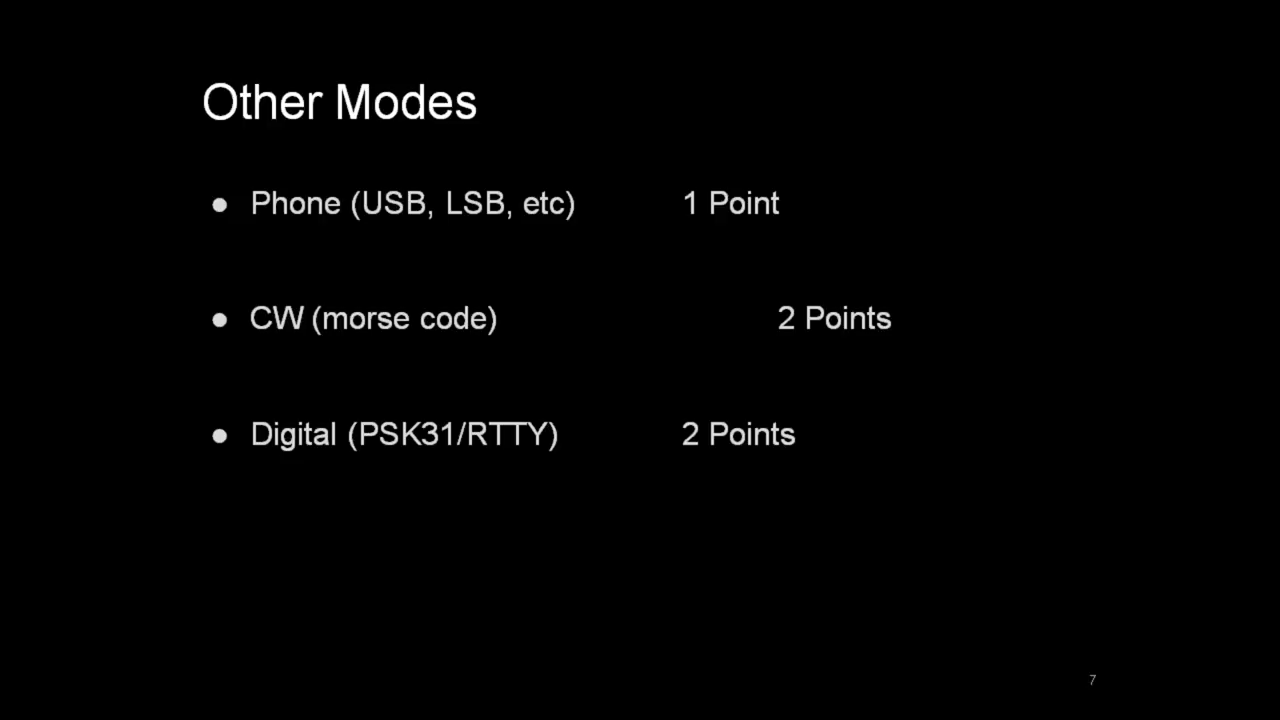 Other Modes
● Phone (USB, LSB, etc) 1 Point
● CW (morse code) 2 Points
● Digital (PSK31/RTTY) 2 Points
7